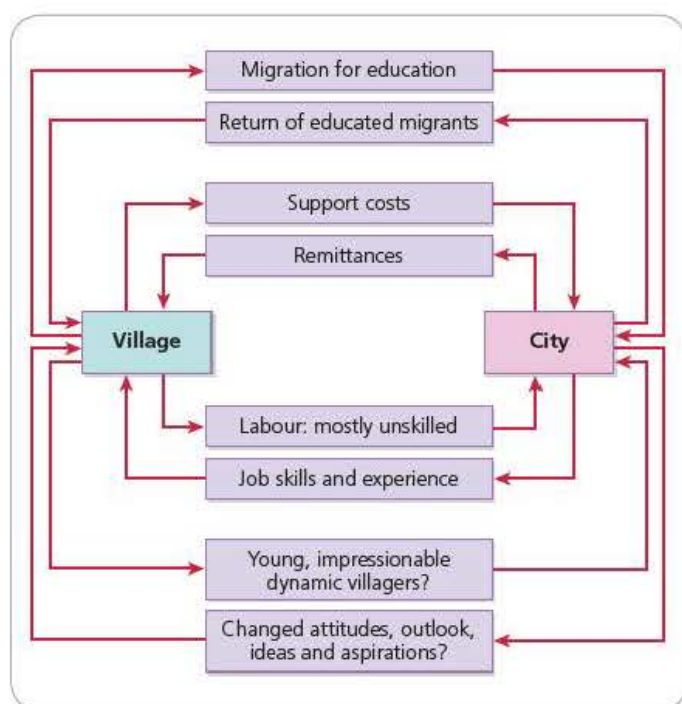 Migration for education
Return of educated migrants
Support costs
Remittances
Village
City
Labour: mostly unskilled
Job skills and experience
Young, impressionable
dynamic villagers?
Changed attitudes, outlook,
ideas and aspirations?